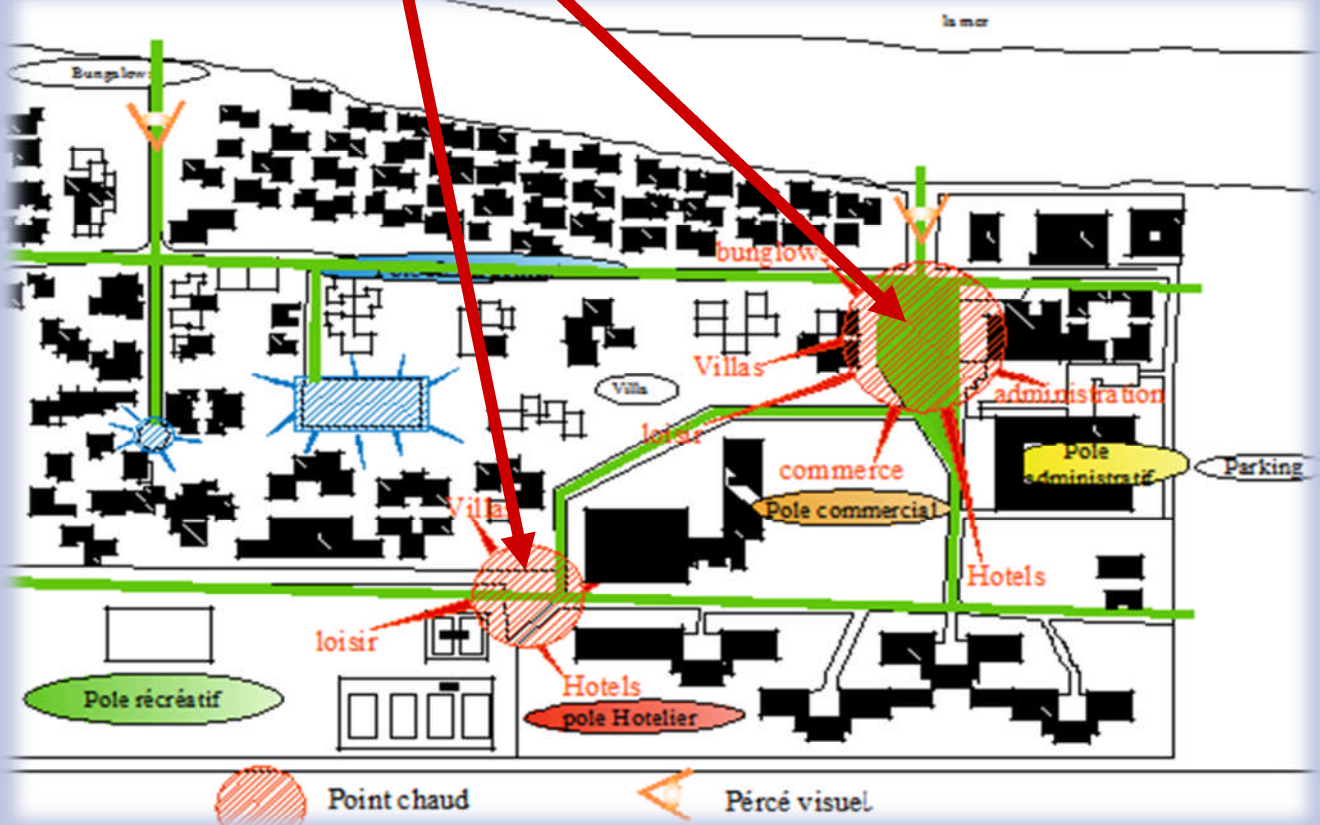 la mer
Bungalows
bunglows
Villas
Villa
administration
loisir
commerce
Pole
administratif
Parking
Pole commercial
Villas
Hotels
loisir
Hotels
Pole récréatif
pole Hotelier
Point chaud
Pércé visuel